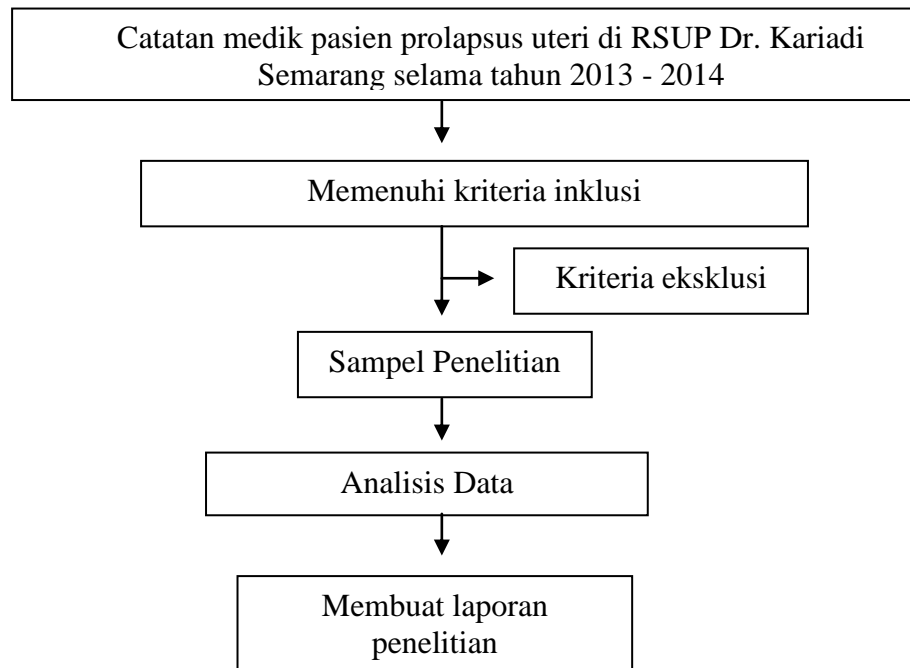 Catatan medik pasien prolapsus uteri di RSUP Dr. Kariadi
Semarang selama tahun 2013 - 2014
Memenuhi kriteria inklusi
Kriteria eksklusi
Sampel Penelitian
Analisis Data
Membuat laporan
penelitian